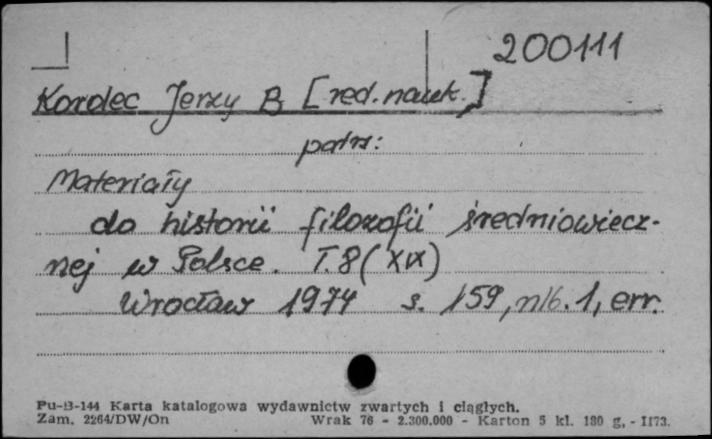 200111
Korolec Jerzy B [red. nauk.]
patrz:
Materiały
do historii filozofii średniowiecz-
nej w Polsce. T. 8 (XIX)
Wrocław 1974 s. 159, nlb. 1, err.
Pu-B-144 Karta katalogowa wydawnictw zwartych i ciągłych.
Zam. 2264/DW/On Wrak 76 - 2.300.000 - Karton 5 kl. 180 g, - 1173.